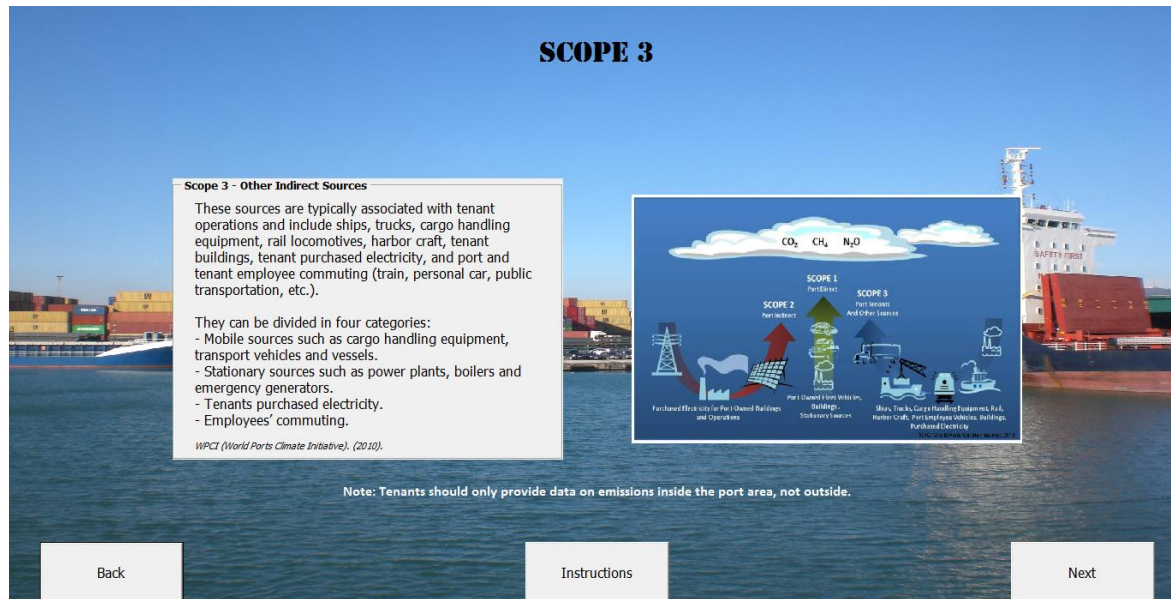 SCOPE 3
Scope 3 - Other Indirect Sources
These sources are typically associated with tenant
operations and include ships, trucks, cargo handling
equipment, rail locomotives, harbor craft, tenant
buildings, tenant purchased electricity, and port and
tenant employee commuting (train, personal car, public
transportation, etc.).
They can be divided in four categories:
- Mobile sources such as cargo handling equipment,
transport vehicles and vessels.
- Stationary sources such as power plants, boilers and
emergency generators.
- Tenants purchased electricity.
- Employees' commuting.
WPCI (World Ports Climate Initiative). (2010).
CO₂ CH₄ N₂O
SCOPE 1
Port Direct
SCOPE 2
Port Indirect
SCOPE 3
Port Tenants
And Other Sources
Purchased Electricity for Port Owned Buildings
and Operations
Port Owned Fleet Vehicles,
Buildings,
Stationary Sources
Ships, Trucks, Cargo Handling Equipment, Rail,
Harbor Craft, Port Employee Vehicles, Buildings,
Purchased Electricity
SAFETY FIRST
Note: Tenants should only provide data on emissions inside the port area, not outside.
Back
Instructions
Next